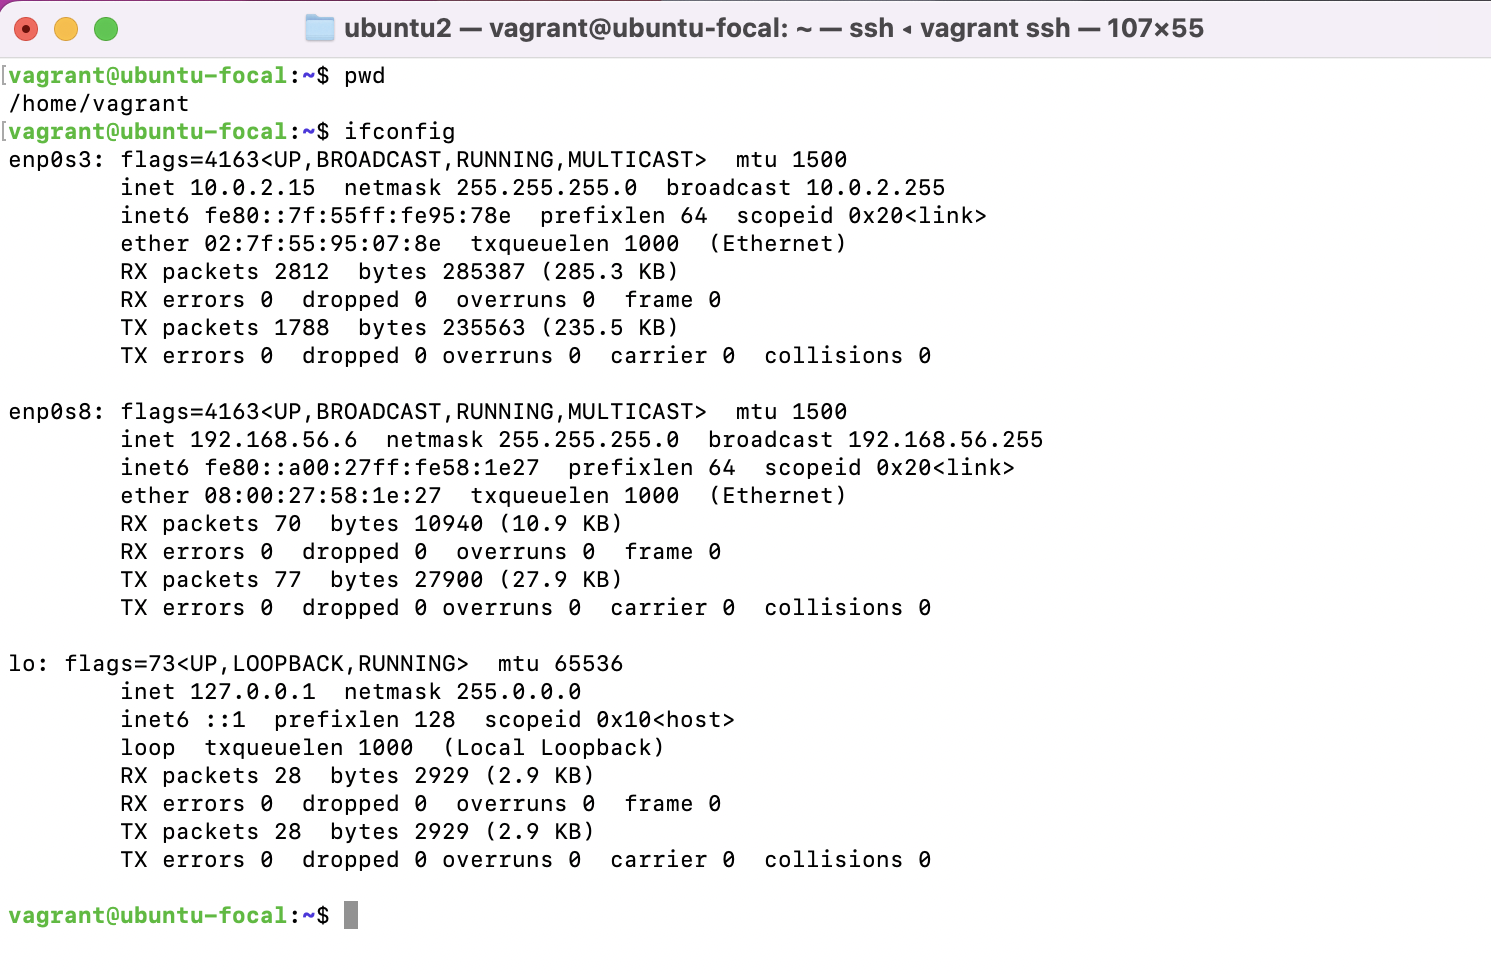 ubuntu2 — vagrant@ubuntu-focal: ~ — ssh ◂ vagrant ssh — 107×55
[vagrant@ubuntu-focal:~$ pwd
/home/vagrant
[vagrant@ubuntu-focal:~$ ifconfig
enp0s3: flags=4163<UP,BROADCAST,RUNNING,MULTICAST>  mtu 1500
        inet 10.0.2.15  netmask 255.255.255.0  broadcast 10.0.2.255
        inet6 fe80::7f:55ff:fe95:78e  prefixlen 64  scopeid 0x20<link>
        ether 02:7f:55:95:07:8e  txqueuelen 1000  (Ethernet)
        RX packets 2812  bytes 285387 (285.3 KB)
        RX errors 0  dropped 0  overruns 0  frame 0
        TX packets 1788  bytes 235563 (235.5 KB)
        TX errors 0  dropped 0 overruns 0  carrier 0  collisions 0

enp0s8: flags=4163<UP,BROADCAST,RUNNING,MULTICAST>  mtu 1500
        inet 192.168.56.6  netmask 255.255.255.0  broadcast 192.168.56.255
        inet6 fe80::a00:27ff:fe58:1e27  prefixlen 64  scopeid 0x20<link>
        ether 08:00:27:58:1e:27  txqueuelen 1000  (Ethernet)
        RX packets 70  bytes 10940 (10.9 KB)
        RX errors 0  dropped 0  overruns 0  frame 0
        TX packets 77  bytes 27900 (27.9 KB)
        TX errors 0  dropped 0 overruns 0  carrier 0  collisions 0

lo: flags=73<UP,LOOPBACK,RUNNING>  mtu 65536
        inet 127.0.0.1  netmask 255.0.0.0
        inet6 ::1  prefixlen 128  scopeid 0x10<host>
        loop  txqueuelen 1000  (Local Loopback)
        RX packets 28  bytes 2929 (2.9 KB)
        RX errors 0  dropped 0  overruns 0  frame 0
        TX packets 28  bytes 2929 (2.9 KB)
        TX errors 0  dropped 0 overruns 0  carrier 0  collisions 0

vagrant@ubuntu-focal:~$